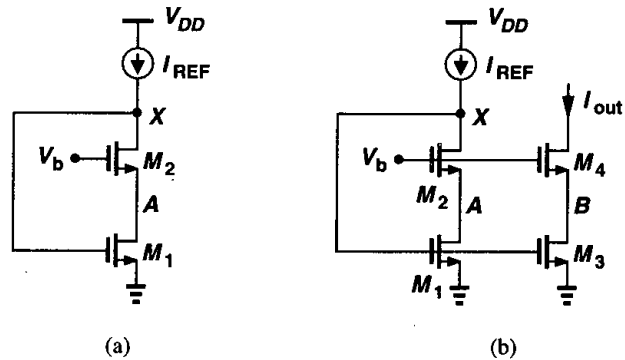 V_DD
I_REF
X
V_b
M_2
A
M_1
(a)
V_DD
I_REF
X
I_out
V_b
M_2
M_4
A
B
M_1
M_3
(b)